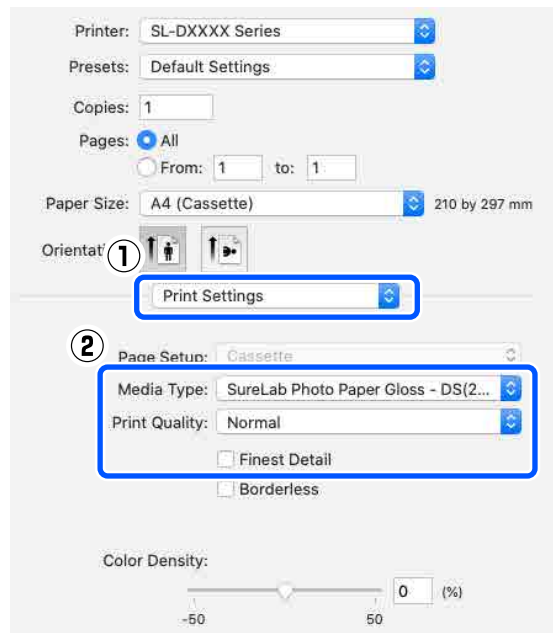 Printer: SL-DXXXX Series
Presets: Default Settings
Copies: 1
Pages: All
From: 1 to: 1
Paper Size: A4 (Cassette) 210 by 297 mm
①
Print Settings
②
Page Setup: Cassette
Media Type: SureLab Photo Paper Gloss - DS(2...
Print Quality: Normal
Finest Detail
Borderless
Color Density:
0 (%)
-50 50